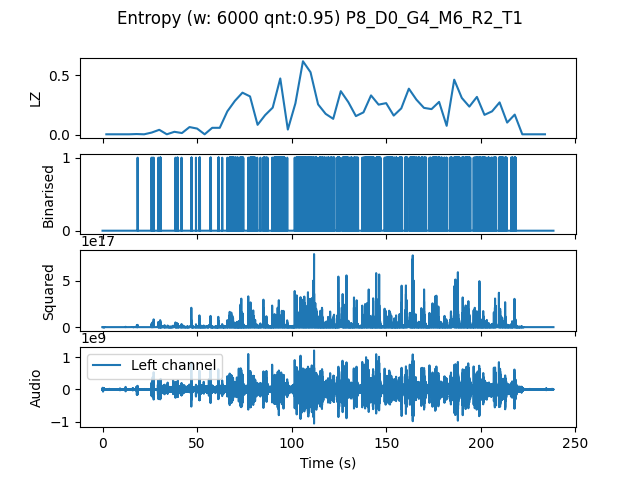 Entropy (w: 6000 qnt:0.95) P8_D0_G4_M6_R2_T1
0.5
0.0
LZ
1
0
Binarised
1e17
5
0
Squared
1e9
1
0
−1
Audio
Left channel
0 50 100 150 200 250
Time (s)